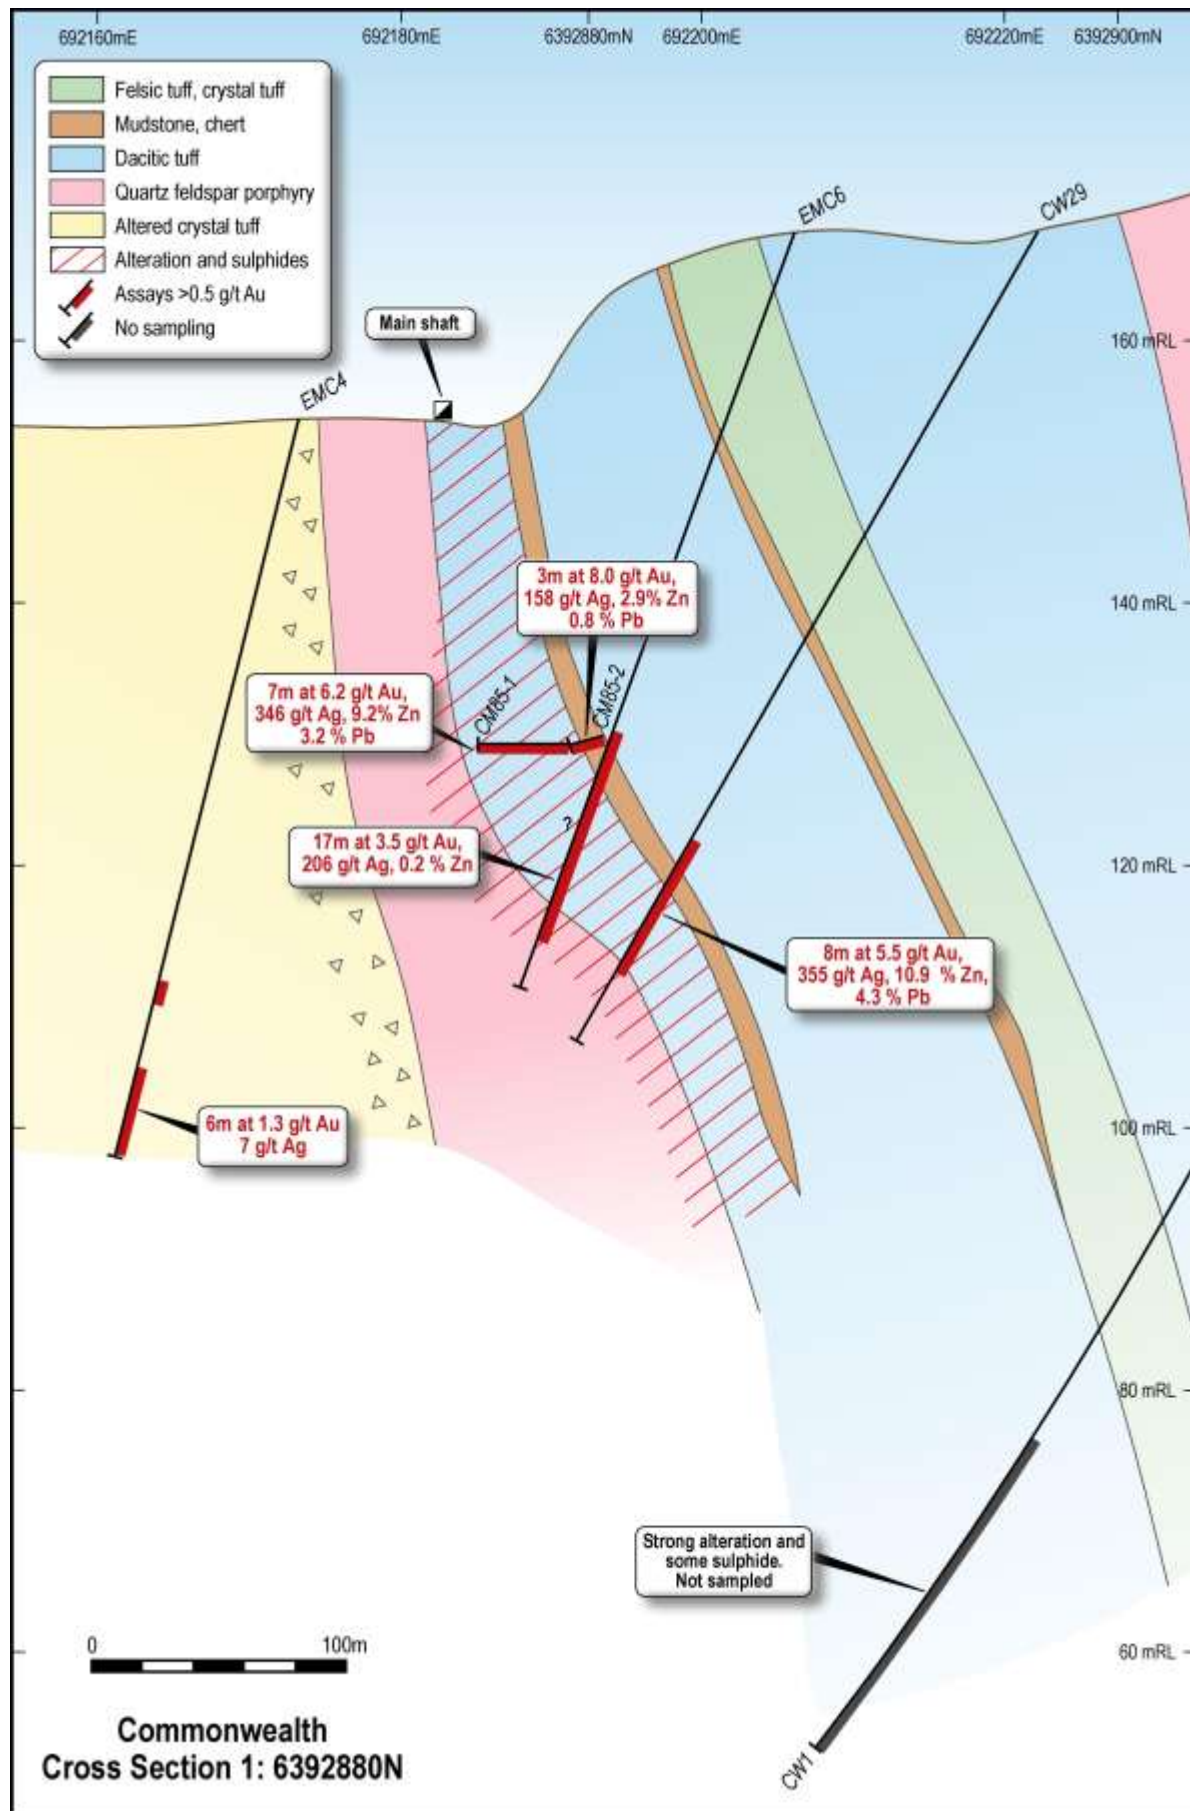 692160mE
692180mE
6392880mN
692200mE
692220mE
6392900mN
Felsic tuff, crystal tuff
Mudstone, chert
Dacitic tuff
Quartz feldspar porphyry
Altered crystal tuff
Alteration and sulphides
Assays >0.5 g/t Au
No sampling
EMC6
CW29
Main shaft
160 mRL
EMC4
3m at 8.0 g/t Au,
158 g/t Ag, 2.9% Zn
0.8 % Pb
140 mRL
7m at 6.2 g/t Au,
346 g/t Ag, 9.2% Zn
3.2 % Pb
CM85-1
CM85-2
?
17m at 3.5 g/t Au,
206 g/t Ag, 0.2 % Zn
120 mRL
8m at 5.5 g/t Au,
355 g/t Ag, 10.9 % Zn,
4.3 % Pb
6m at 1.3 g/t Au
7 g/t Ag
100 mRL
80 mRL
Strong alteration and
some sulphide.
Not sampled
60 mRL
0
100m
CW1
Commonwealth
Cross Section 1: 6392880N